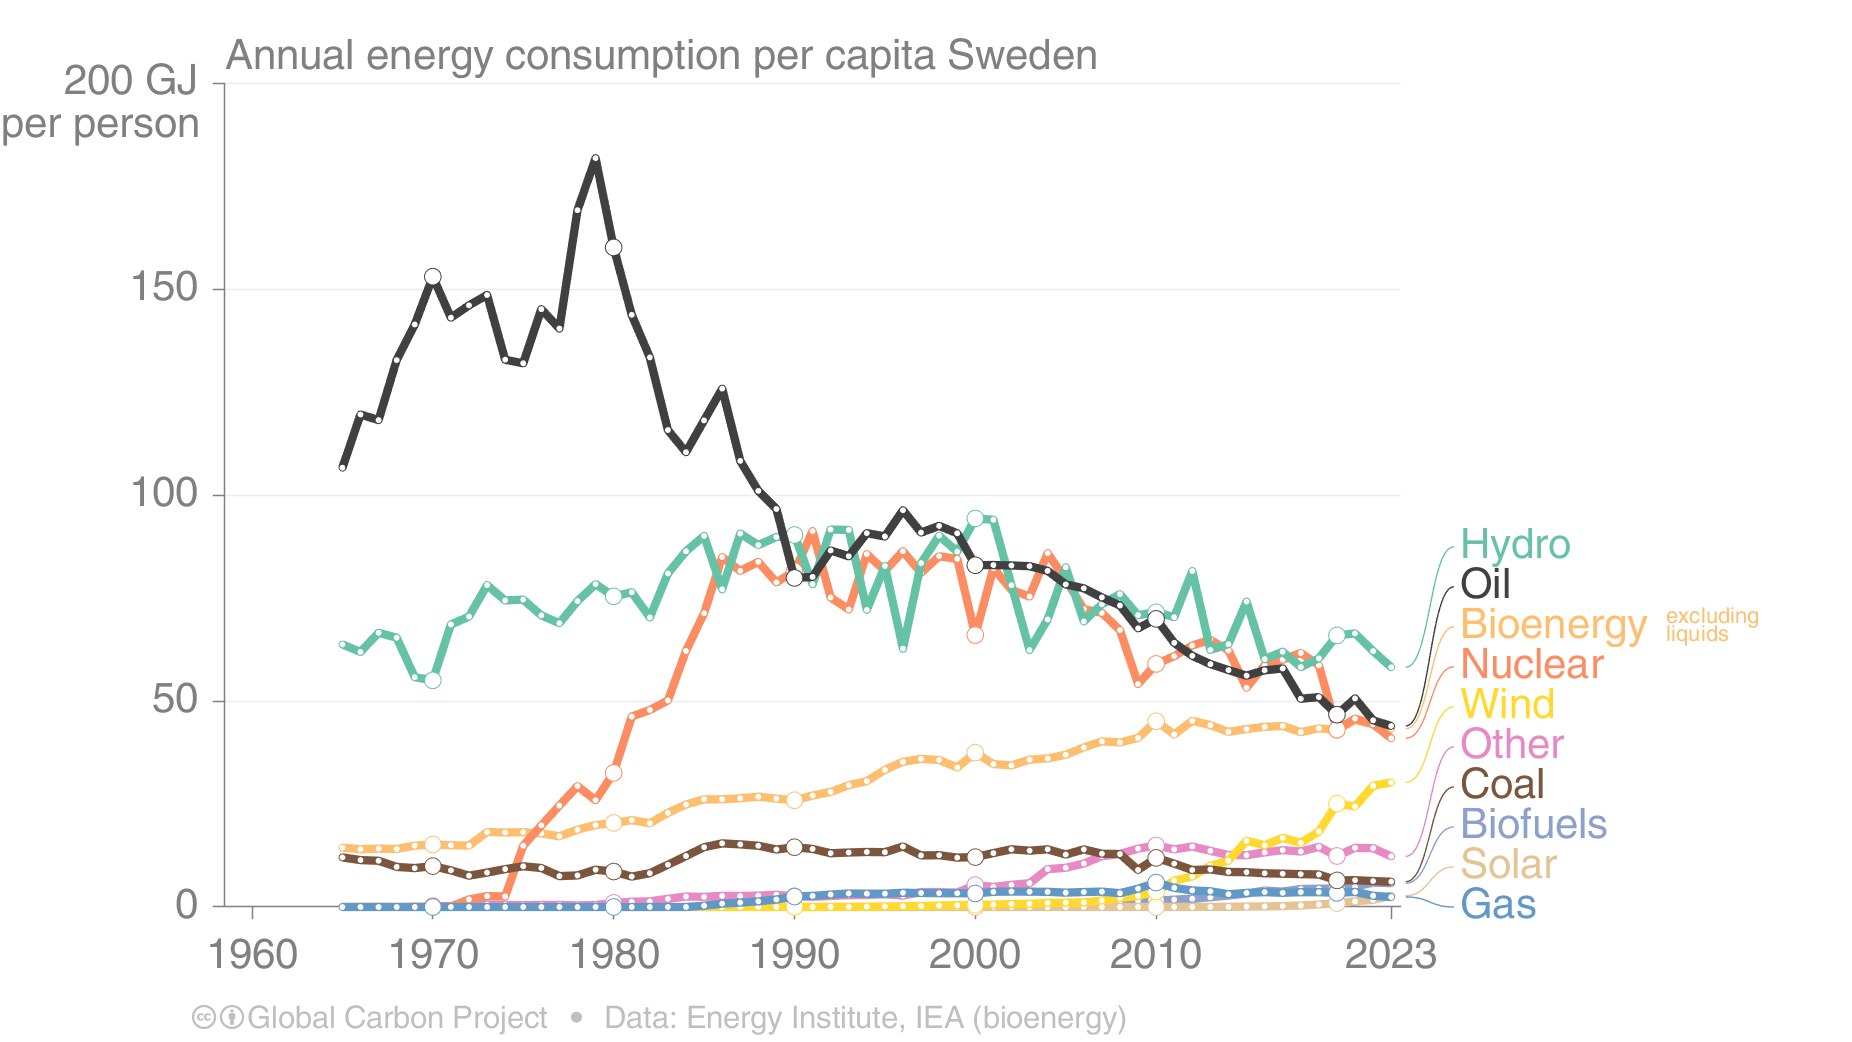 Annual energy consumption per capita Sweden
200 GJ
per person
150
100
50
0
1960 1970 1980 1990 2000 2010 2023
Hydro
Oil
Bioenergy excluding
liquids
Nuclear
Wind
Other
Coal
Biofuels
Solar
Gas
cc Global Carbon Project • Data: Energy Institute, IEA (bioenergy)